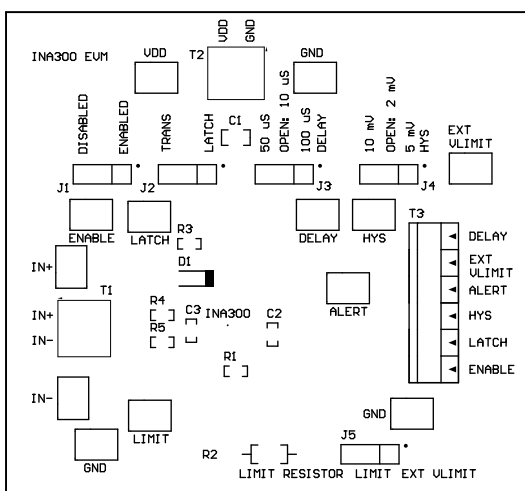 INA300 EVM
VDD
T2
VDD
GND
GND
DISABLED
ENABLED
TRANS
LATCH
C1
50 uS
OPEN: 10 uS
100 uS
DELAY
10 mV
OPEN: 2 mV
5 mV
HYS
EXT
VLIMIT
J1
J2
J3
J4
ENABLE
LATCH
DELAY
HYS
T3
R3
D1
IN+
T1
IN+
IN-
R4
R5
C3
INA300
C2
ALERT
R1
DELAY
EXT
VLIMIT
ALERT
HYS
LATCH
ENABLE
IN-
LIMIT
GND
GND
J5
R2
LIMIT RESISTOR LIMIT EXT VLIMIT